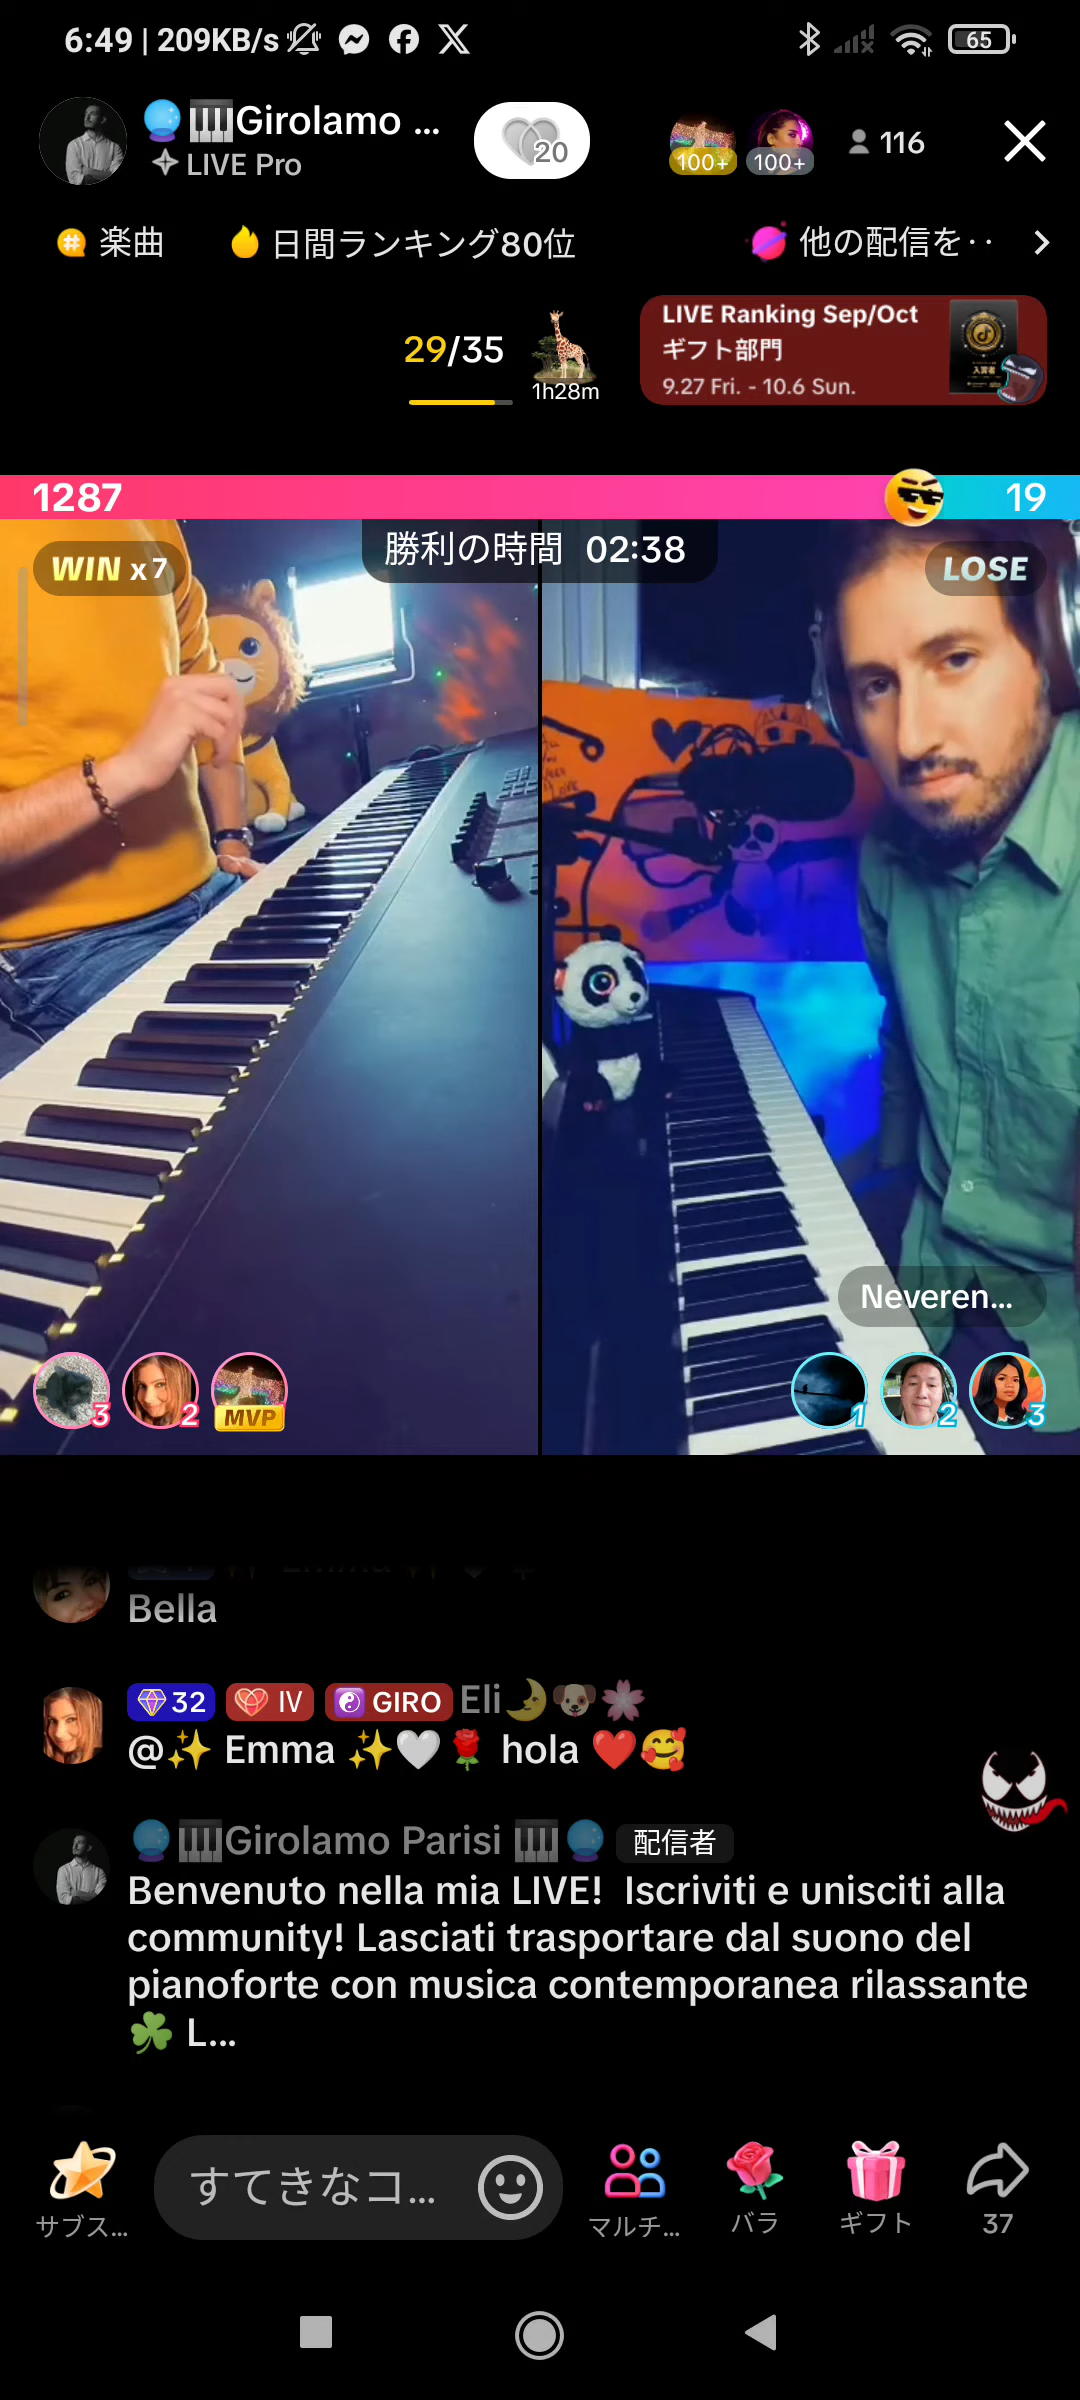 6:49 | 209KB/s
65
Girolamo ...
LIVE Pro
20
100+
100+
116
楽曲
日間ランキング80位
他の配信を‥
29/35
1h28m
LIVE Ranking Sep/Oct
ギフト部門
9.27 Fri. - 10.6 Sun.
入賞者
1287
19
勝利の時間 02:38
WIN x7
LOSE
Neveren...
3
2
MVP
1
2
3
Bella
32 IV GIRO Eli🌛🐶🌸
@✨ Emma ✨🤍🌹 hola ❤️🥰
🔮🎹Girolamo Parisi 🎹🔮 配信者
Benvenuto nella mia LIVE! Iscriviti e unisciti alla
community! Lasciati trasportare dal suono del
pianoforte con musica contemporanea rilassante
☘️ L...
すてきなコ...
サブス...
マルチ...
バラ
ギフト
37